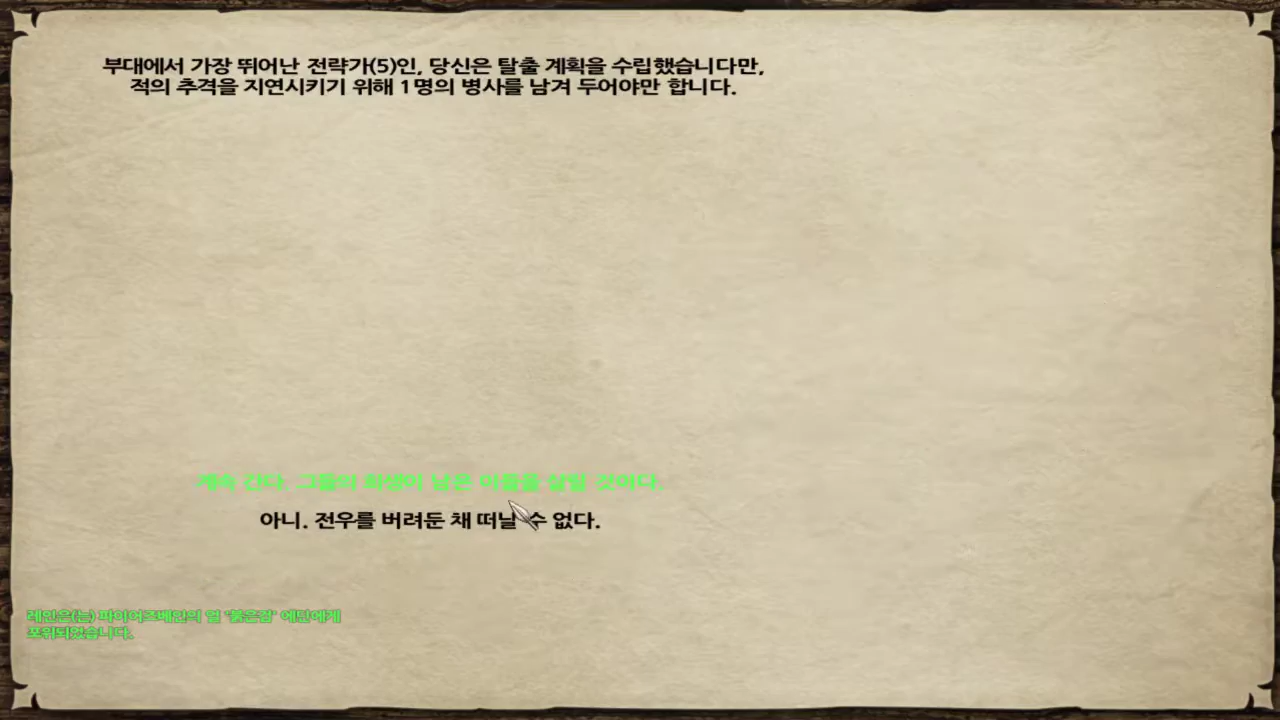 부대에서 가장 뛰어난 전략가(5)인, 당신은 탈출 계획을 수립했습니다만,
적의 추격을 지연시키기 위해 1명의 병사를 남겨 두어야만 합니다.
계속 간다. 그들의 희생이 남은 이들을 살릴 것이다.
아니. 전우를 버려둔 채 떠날 수 없다.
레인은(는) 파이어즈베인의 얼 '붉은검' 에딘에게
포위되었습니다.